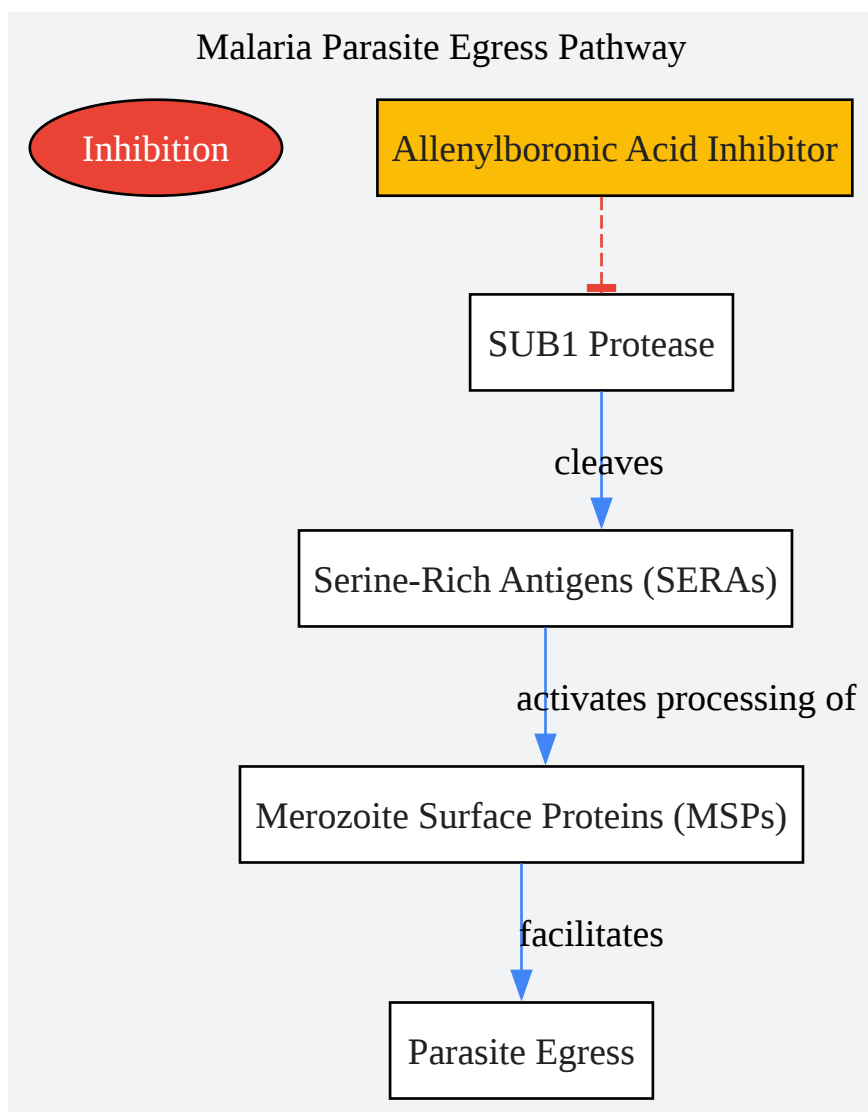 Malaria Parasite Egress Pathway
Inhibition
Allenylboronic Acid Inhibitor
SUB1 Protease
cleaves
Serine-Rich Antigens (SERAs)
activates processing of
Merozoite Surface Proteins (MSPs)
facilitates
Parasite Egress